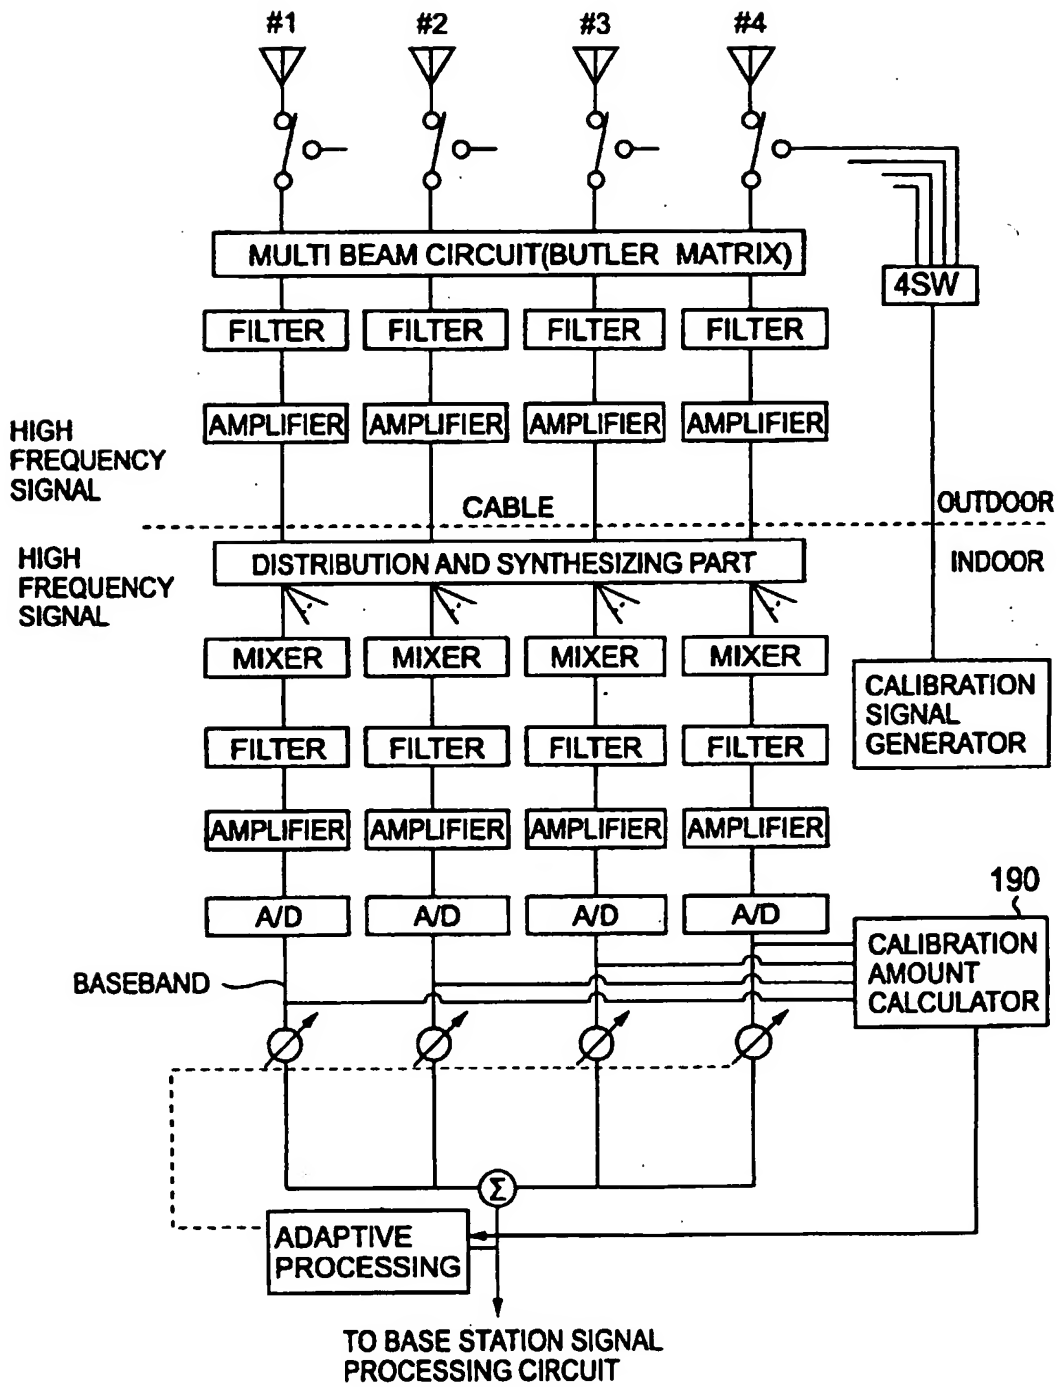 #1 #2 #3 #4
MULTI BEAM CIRCUIT(BUTLER MATRIX)
4SW
FILTER FILTER FILTER FILTER
AMPLIFIER AMPLIFIER AMPLIFIER AMPLIFIER
HIGH
FREQUENCY
SIGNAL
CABLE
OUTDOOR
HIGH
FREQUENCY
SIGNAL
DISTRIBUTION AND SYNTHESIZING PART
INDOOR
MIXER MIXER MIXER MIXER
CALIBRATION
SIGNAL
GENERATOR
FILTER FILTER FILTER FILTER
AMPLIFIER AMPLIFIER AMPLIFIER AMPLIFIER
190
A/D A/D A/D A/D
CALIBRATION
AMOUNT
CALCULATOR
BASEBAND
Σ
ADAPTIVE
PROCESSING
TO BASE STATION SIGNAL
PROCESSING CIRCUIT